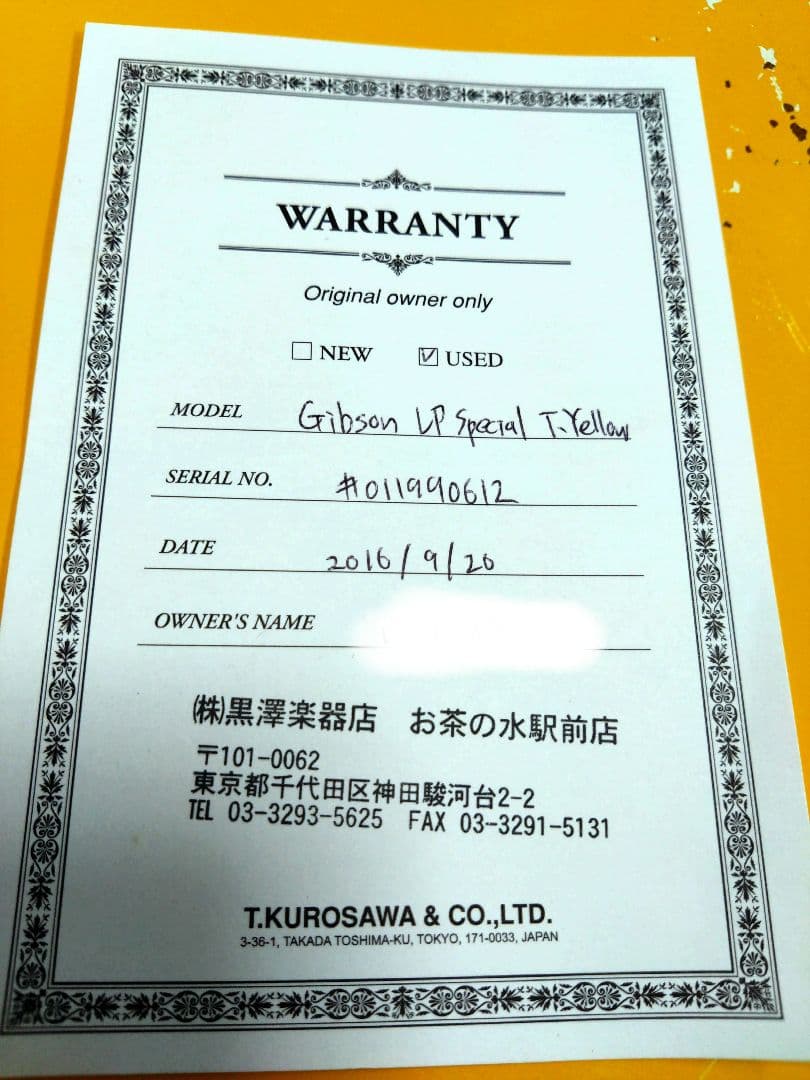 WARRANTY
Original owner only
☐ NEW ☑ USED
MODEL Gibson LP Special T.Yellow
SERIAL NO. #011990612
DATE 2016/9/20
OWNER'S NAME
㈱黒澤楽器店 お茶の水駅前店
〒101-0062
東京都千代田区神田駿河台2-2
TEL 03-3293-5625 FAX 03-3291-5131
T.KUROSAWA & CO.,LTD.
3-36-1, TAKADA TOSHIMA-KU, TOKYO, 171-0033, JAPAN